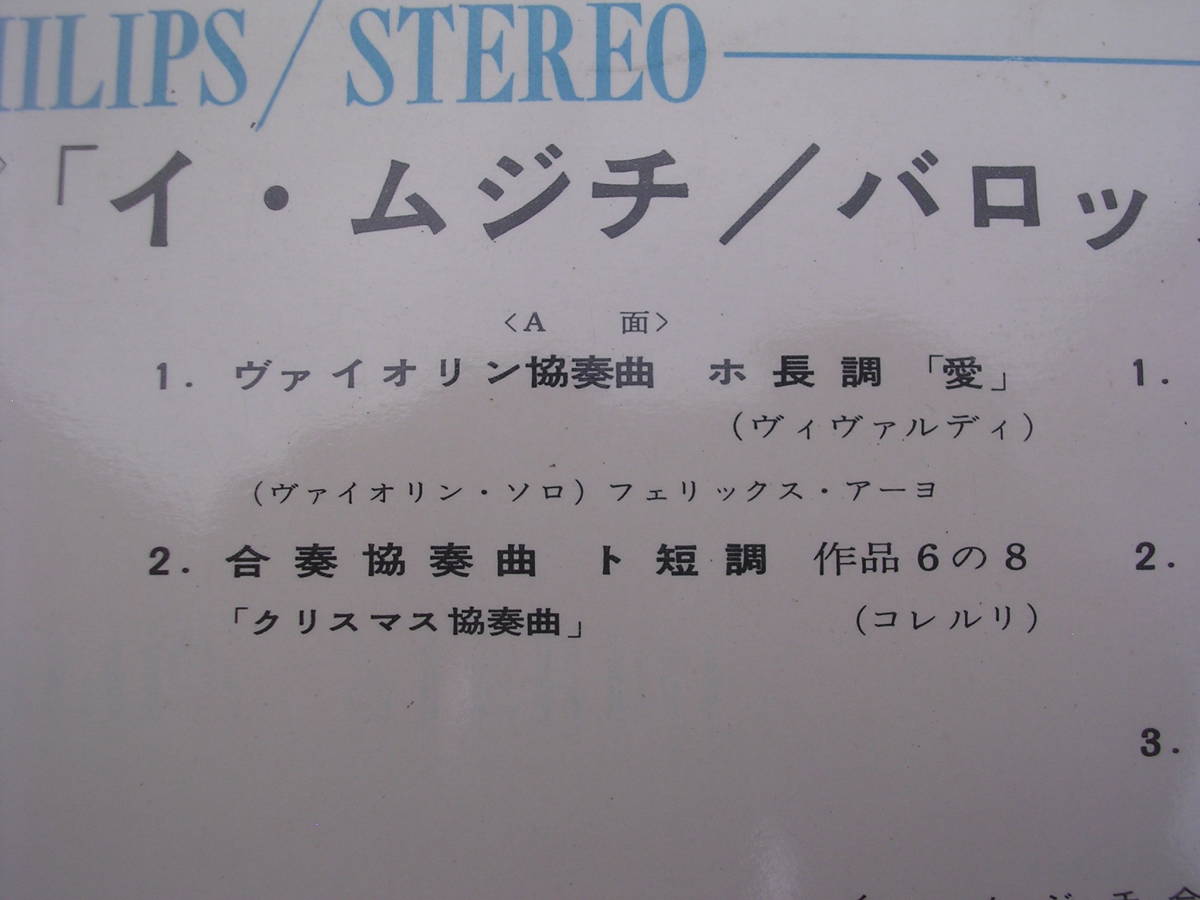 HILIPS/STEREO
「イ・ムジチ/バロッ
<A 面>
1. ヴァイオリン協奏曲 ホ長調 「愛」
(ヴィヴァルディ)
(ヴァイオリン・ソロ) フェリックス・アーヨ
2. 合奏協奏曲 ト短調 作品6の8
「クリスマス協奏曲」 (コレルリ)
1.
2.
3.